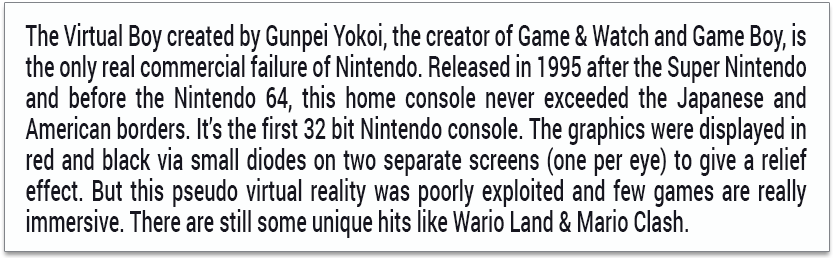 The Virtual Boy created by Gunpei Yokoi, the creator of Game & Watch and Game Boy, is
the only real commercial failure of Nintendo. Released in 1995 after the Super Nintendo
and before the Nintendo 64, this home console never exceeded the Japanese and
American borders. It's the first 32 bit Nintendo console. The graphics were displayed in
red and black via small diodes on two separate screens (one per eye) to give a relief
effect. But this pseudo virtual reality was poorly exploited and few games are really
immersive. There are still some unique hits like Wario Land & Mario Clash.